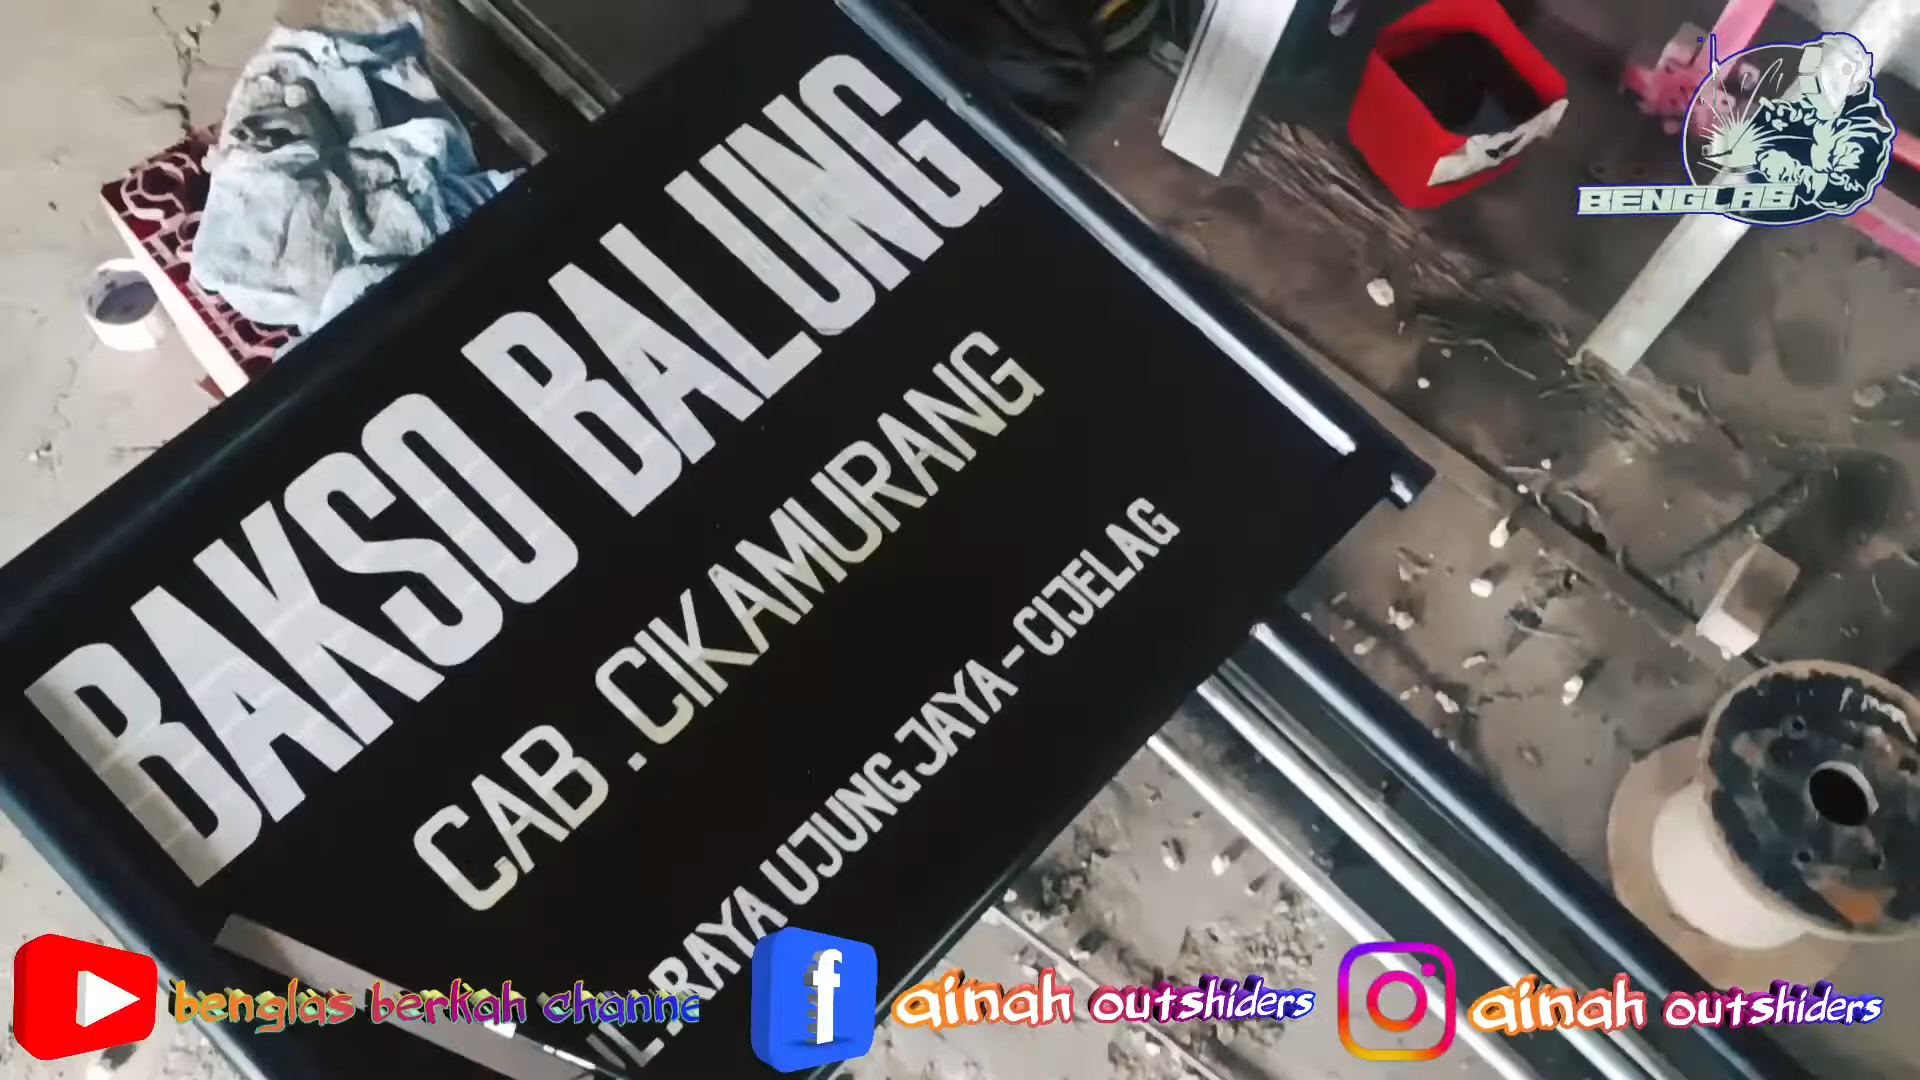 BAKSO BALUNG
CAB . CIKAMURANG
JL.RAYA UJUNG JAYA - CIJELAG
BENGLAS
benglas berkah channe
ainah outshiders
ainah outshiders